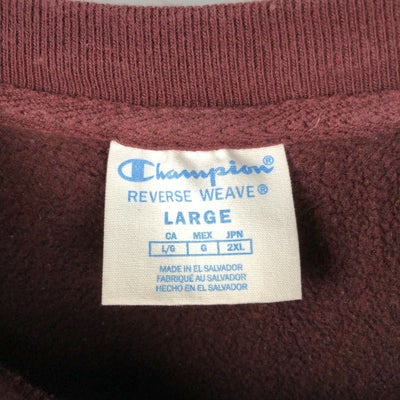 Champion®
REVERSE WEAVE®
LARGE
CA MEX JPN
L/G G 2XL
MADE IN EL SALVADOR
FABRIQUÉ AU SALVADOR
HECHO EN EL SALVADOR